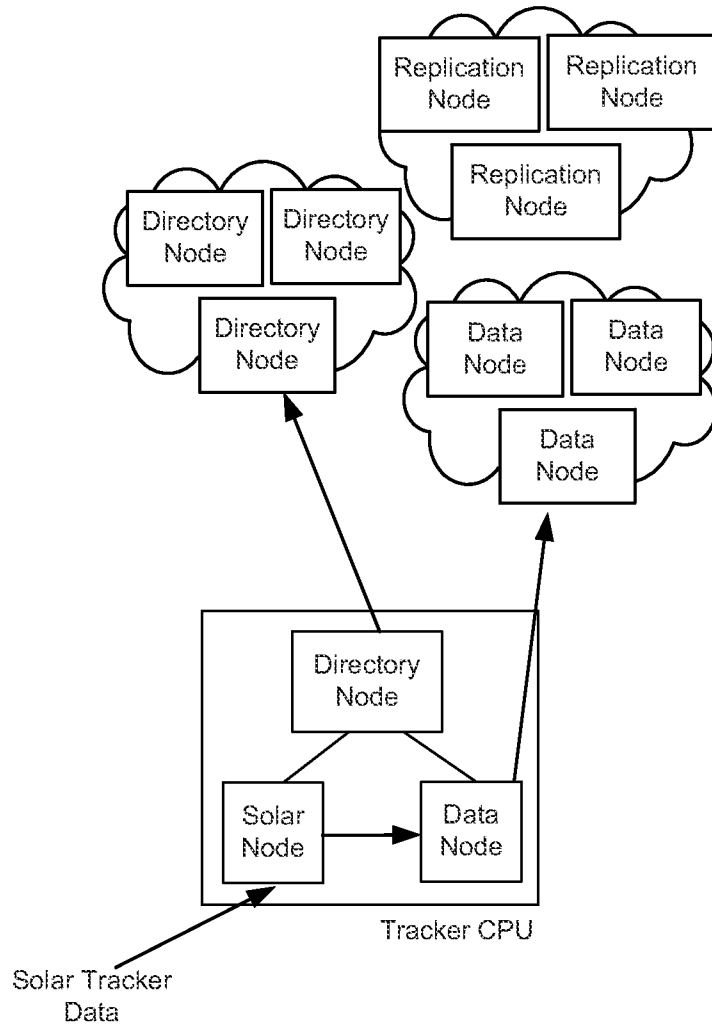 Replication
Node
Replication
Node
Replication
Node
Directory
Node
Directory
Node
Directory
Node
Data
Node
Data
Node
Data
Node
Directory
Node
Solar
Node
Data
Node
Tracker CPU
Solar Tracker
Data